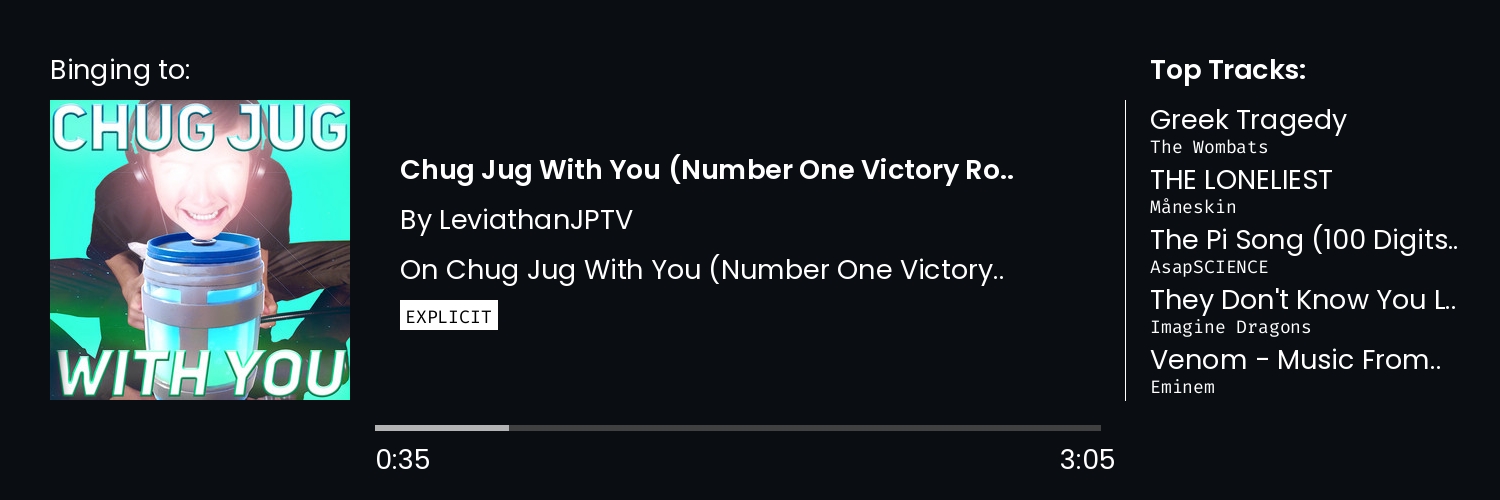 Binging to:
CHUG JUG
WITH YOU
Chug Jug With You (Number One Victory Ro..
By LeviathanJPTV
On Chug Jug With You (Number One Victory..
EXPLICIT
0:35
3:05
Top Tracks:
Greek Tragedy
The Wombats
THE LONELIEST
Måneskin
The Pi Song (100 Digits..
AsapSCIENCE
They Don't Know You L..
Imagine Dragons
Venom - Music From..
Eminem